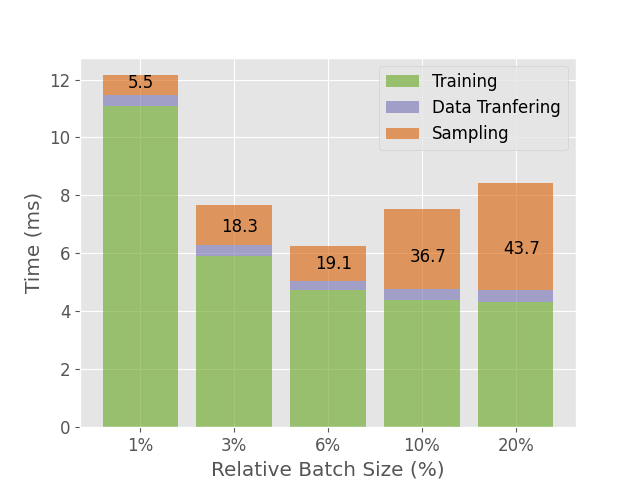 12
10
8
6
4
2
0
Time (ms)
5.5
18.3
19.1
36.7
43.7
Training
Data Tranfering
Sampling
1% 3% 6% 10% 20%
Relative Batch Size (%)